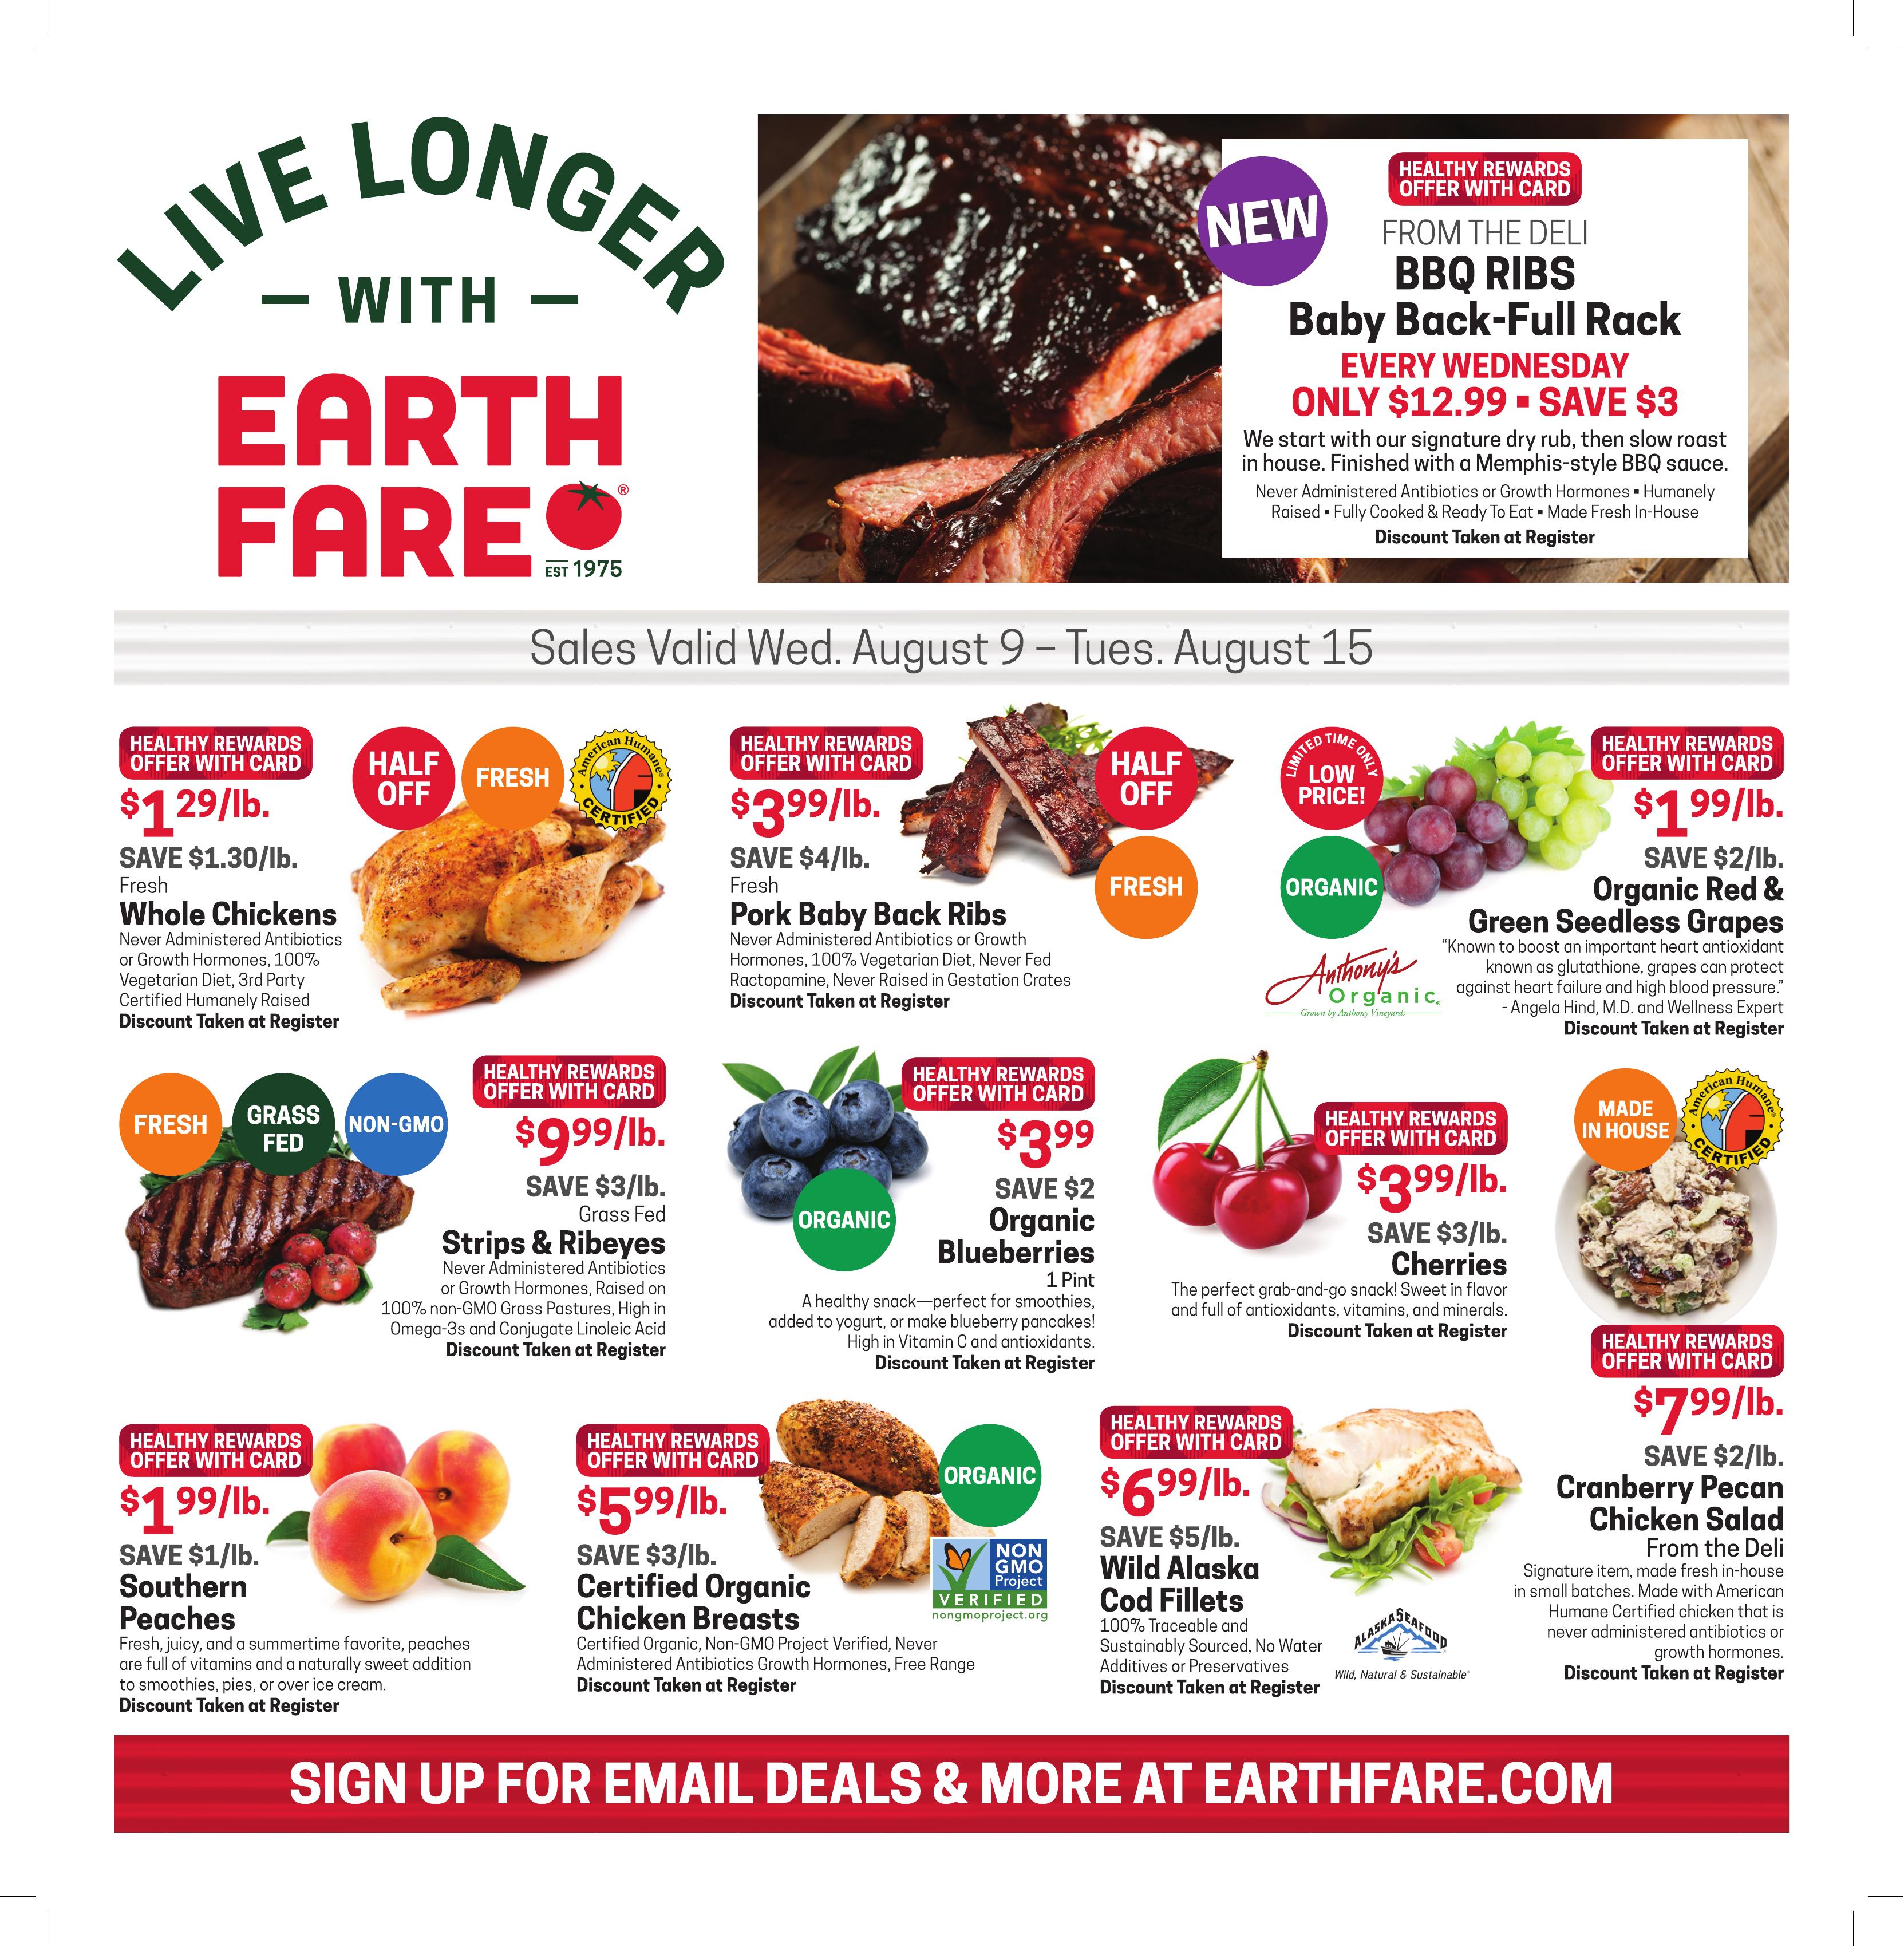 LIVE LONGER
– WITH –
EARTH
FARE®
EST 1975
NEW
HEALTHY REWARDS
OFFER WITH CARD
FROM THE DELI
BBQ RIBS
Baby Back-Full Rack
EVERY WEDNESDAY
ONLY $12.99 ▪ SAVE $3
We start with our signature dry rub, then slow roast
in house. Finished with a Memphis-style BBQ sauce.
Never Administered Antibiotics or Growth Hormones ▪ Humanely
Raised ▪ Fully Cooked & Ready To Eat ▪ Made Fresh In-House
Discount Taken at Register
Sales Valid Wed. August 9 – Tues. August 15
HEALTHY REWARDS
OFFER WITH CARD
HALF
OFF
FRESH
American Humane®
CERTIFIED
$1 29/lb.
SAVE $1.30/lb.
Fresh
Whole Chickens
Never Administered Antibiotics
or Growth Hormones, 100%
Vegetarian Diet, 3rd Party
Certified Humanely Raised
Discount Taken at Register
HEALTHY REWARDS
OFFER WITH CARD
HALF
OFF
FRESH
$3 99/lb.
SAVE $4/lb.
Fresh
Pork Baby Back Ribs
Never Administered Antibiotics or Growth
Hormones, 100% Vegetarian Diet, Never Fed
Ractopamine, Never Raised in Gestation Crates
Discount Taken at Register
LIMITED TIME ONLY
LOW
PRICE!
ORGANIC
HEALTHY REWARDS
OFFER WITH CARD
$1 99/lb.
SAVE $2/lb.
Organic Red &
Green Seedless Grapes
Anthony's
Organic®
Grown by Anthony Vineyards
“Known to boost an important heart antioxidant
known as glutathione, grapes can protect
against heart failure and high blood pressure.”
- Angela Hind, M.D. and Wellness Expert
Discount Taken at Register
FRESH
GRASS
FED
NON-GMO
HEALTHY REWARDS
OFFER WITH CARD
$9 99/lb.
SAVE $3/lb.
Grass Fed
Strips & Ribeyes
Never Administered Antibiotics
or Growth Hormones, Raised on
100% non-GMO Grass Pastures, High in
Omega-3s and Conjugate Linoleic Acid
Discount Taken at Register
HEALTHY REWARDS
OFFER WITH CARD
ORGANIC
$3 99
SAVE $2
Organic
Blueberries
1 Pint
A healthy snack—perfect for smoothies,
added to yogurt, or make blueberry pancakes!
High in Vitamin C and antioxidants.
Discount Taken at Register
HEALTHY REWARDS
OFFER WITH CARD
$3 99/lb.
SAVE $3/lb.
Cherries
The perfect grab-and-go snack! Sweet in flavor
and full of antioxidants, vitamins, and minerals.
Discount Taken at Register
MADE
IN HOUSE
American Humane®
CERTIFIED
HEALTHY REWARDS
OFFER WITH CARD
$7 99/lb.
SAVE $2/lb.
Cranberry Pecan
Chicken Salad
From the Deli
Signature item, made fresh in-house
in small batches. Made with American
Humane Certified chicken that is
never administered antibiotics or
growth hormones.
Discount Taken at Register
HEALTHY REWARDS
OFFER WITH CARD
$1 99/lb.
SAVE $1/lb.
Southern
Peaches
Fresh, juicy, and a summertime favorite, peaches
are full of vitamins and a naturally sweet addition
to smoothies, pies, or over ice cream.
Discount Taken at Register
HEALTHY REWARDS
OFFER WITH CARD
ORGANIC
$5 99/lb.
SAVE $3/lb.
Certified Organic
Chicken Breasts
NON
GMO
Project
VERIFIED
nongmoproject.org
Certified Organic, Non-GMO Project Verified, Never
Administered Antibiotics Growth Hormones, Free Range
Discount Taken at Register
HEALTHY REWARDS
OFFER WITH CARD
$6 99/lb.
SAVE $5/lb.
Wild Alaska
Cod Fillets
100% Traceable and
Sustainably Sourced, No Water
Additives or Preservatives
Discount Taken at Register
ALASKA SEAFOOD
Wild, Natural & Sustainable®
SIGN UP FOR EMAIL DEALS & MORE AT EARTHFARE.COM